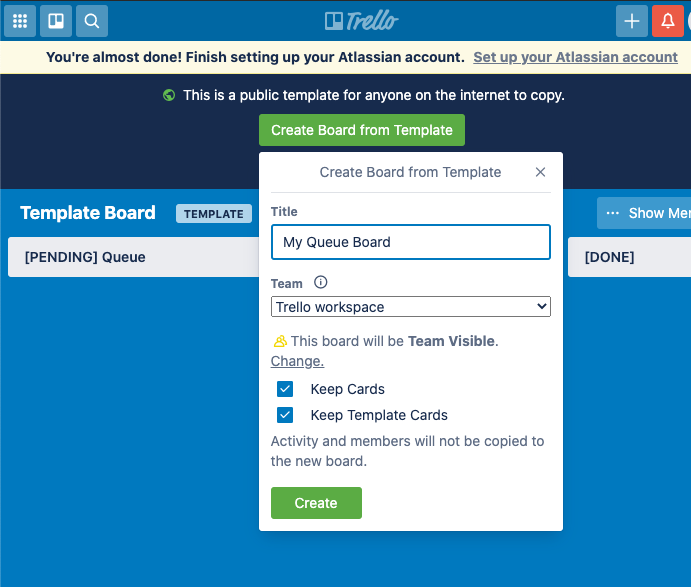 Trello
You're almost done! Finish setting up your Atlassian account. Set up your Atlassian account
This is a public template for anyone on the internet to copy.
Create Board from Template
Create Board from Template
Title
My Queue Board
Team
Trello workspace
This board will be Team Visible.
Change.
Keep Cards
Keep Template Cards
Activity and members will not be copied to
the new board.
Create
Template Board TEMPLATE
... Show Men
[PENDING] Queue
[DONE]